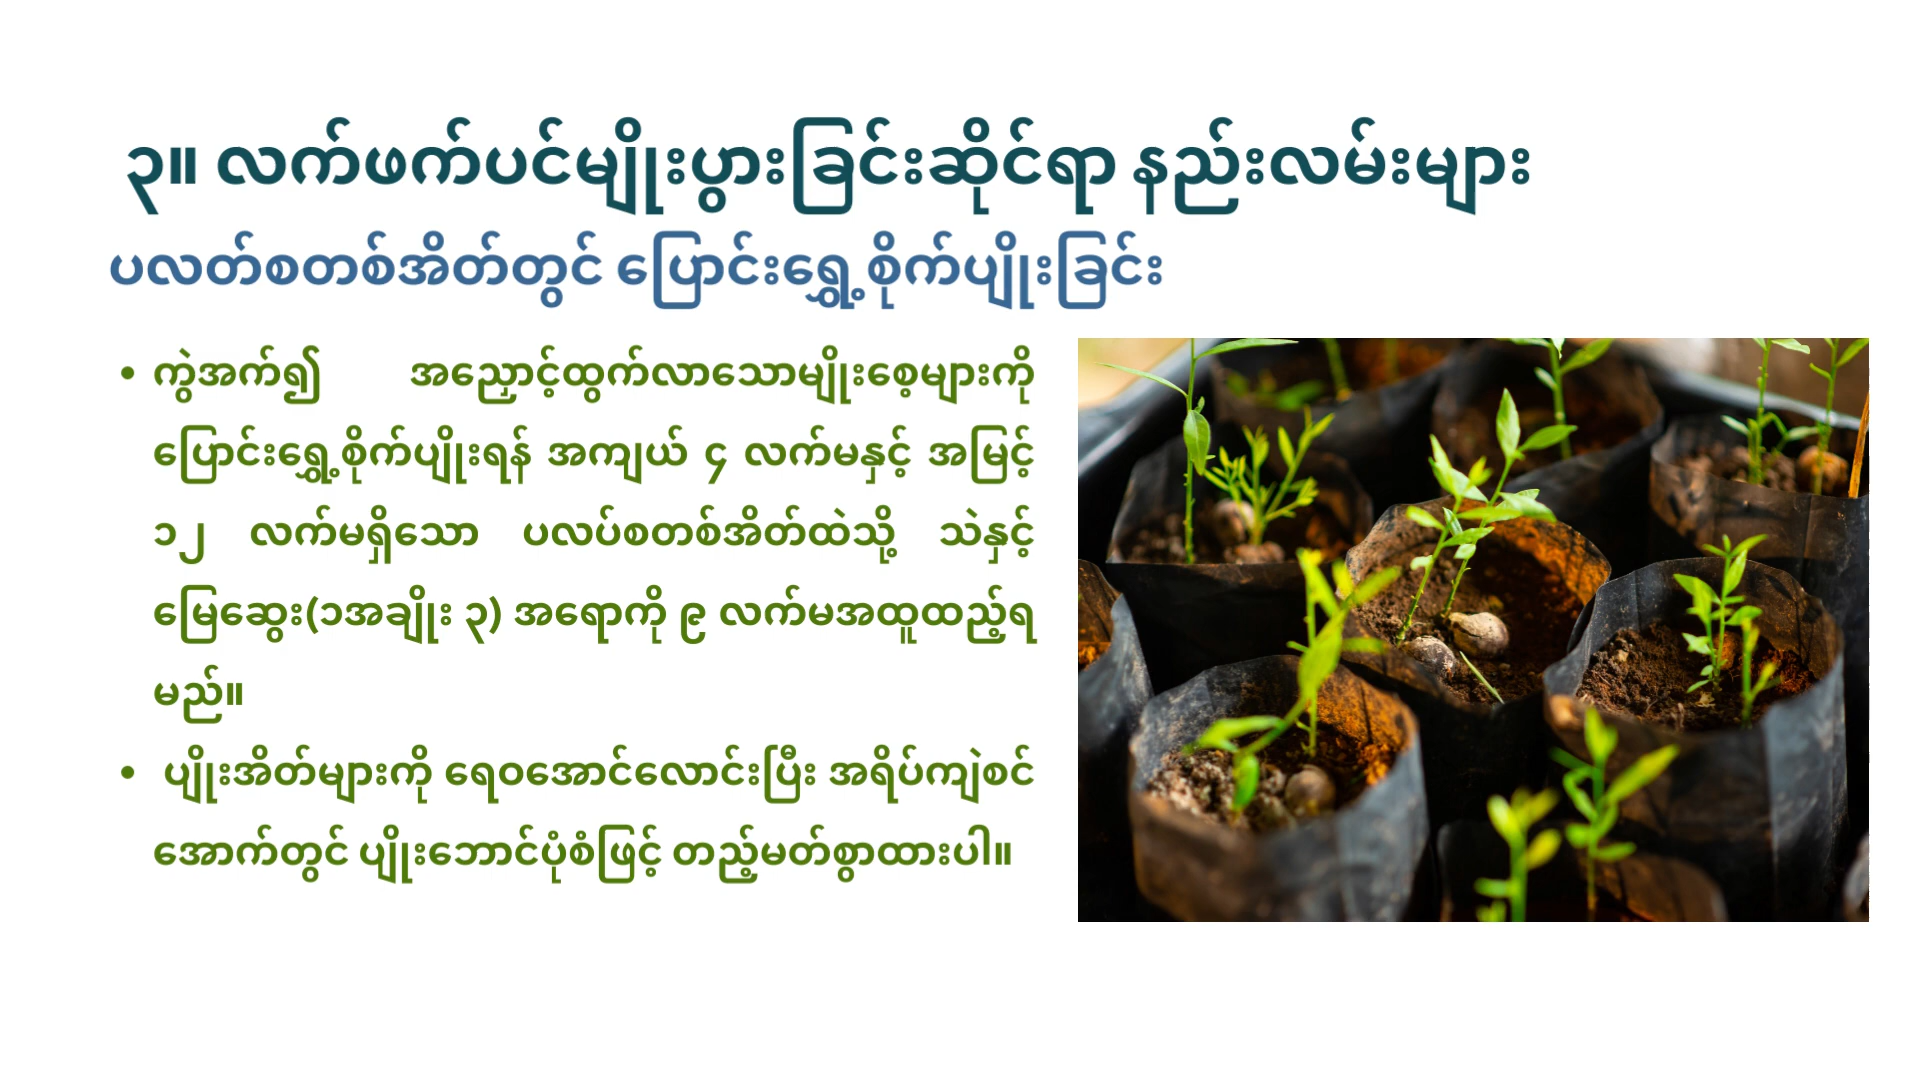 ၃။ လက်ဖက်ပင်မျိုးပွားခြင်းဆိုင်ရာ နည်းလမ်းများ
ပလတ်စတစ်အိတ်တွင် ပြောင်းရွှေ့စိုက်ပျိုးခြင်း
• ကွဲအက်၍ အညှောင့်ထွက်လာသောမျိုးစေ့များကို
ပြောင်းရွှေ့စိုက်ပျိုးရန် အကျယ် ၄ လက်မနှင့် အမြင့်
၁၂ လက်မရှိသော ပလပ်စတစ်အိတ်ထဲသို့ သဲနှင့်
မြေဆွေး(၁အချိုး ၃) အရောကို ၉ လက်မအထူထည့်ရ
မည်။
• ပျိုးအိတ်များကို ရေဝအောင်လောင်းပြီး အရိပ်ကျဲစင်
အောက်တွင် ပျိုးဘောင်ပုံစံဖြင့် တည့်မတ်စွာထားပါ။